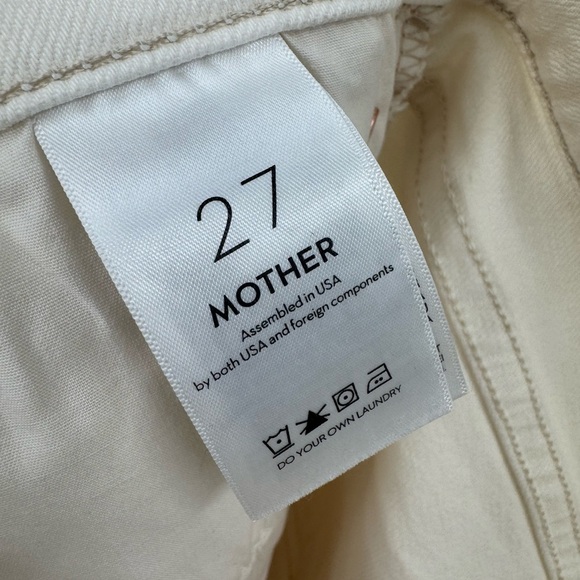 27
MOTHER
Assembled in USA
by both USA and foreign components
DO YOUR OWN LAUNDRY